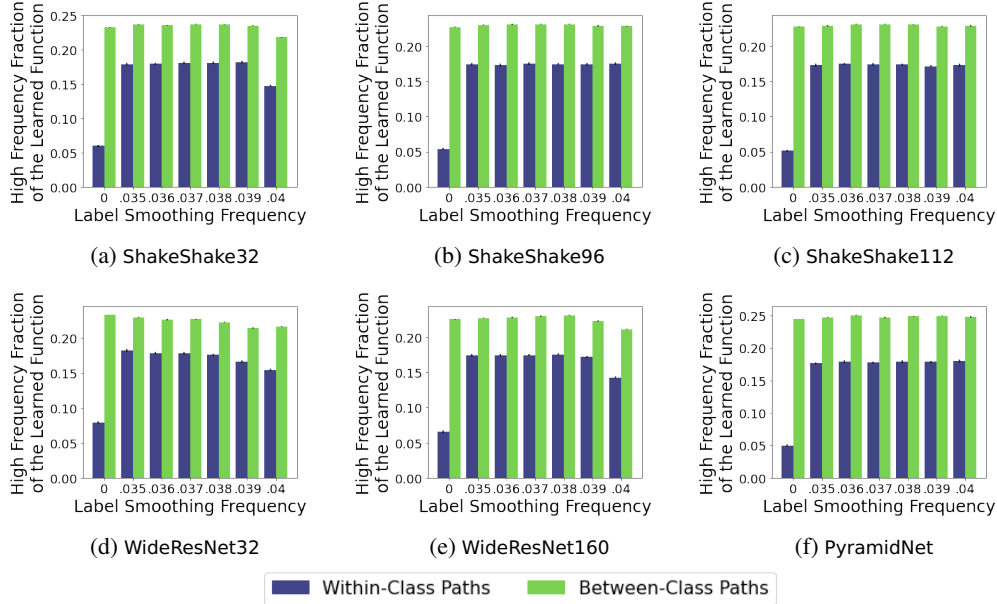 High Frequency Fraction
of the Learned Function
0.25
0.20
0.15
0.10
0.05
0.00
0 .035 .036 .037 .038 .039 .04
Label Smoothing Frequency
(a) ShakeShake32
High Frequency Fraction
of the Learned Function
0.20
0.15
0.10
0.05
0.00
0 .035 .036 .037 .038 .039 .04
Label Smoothing Frequency
(b) ShakeShake96
High Frequency Fraction
of the Learned Function
0.20
0.15
0.10
0.05
0.00
0 .035 .036 .037 .038 .039 .04
Label Smoothing Frequency
(c) ShakeShake112
High Frequency Fraction
of the Learned Function
0.20
0.15
0.10
0.05
0.00
0 .035 .036 .037 .038 .039 .04
Label Smoothing Frequency
(d) WideResNet32
High Frequency Fraction
of the Learned Function
0.20
0.15
0.10
0.05
0.00
0 .035 .036 .037 .038 .039 .04
Label Smoothing Frequency
(e) WideResNet160
High Frequency Fraction
of the Learned Function
0.25
0.20
0.15
0.10
0.05
0.00
0 .035 .036 .037 .038 .039 .04
Label Smoothing Frequency
(f) PyramidNet
Within-Class Paths Between-Class Paths